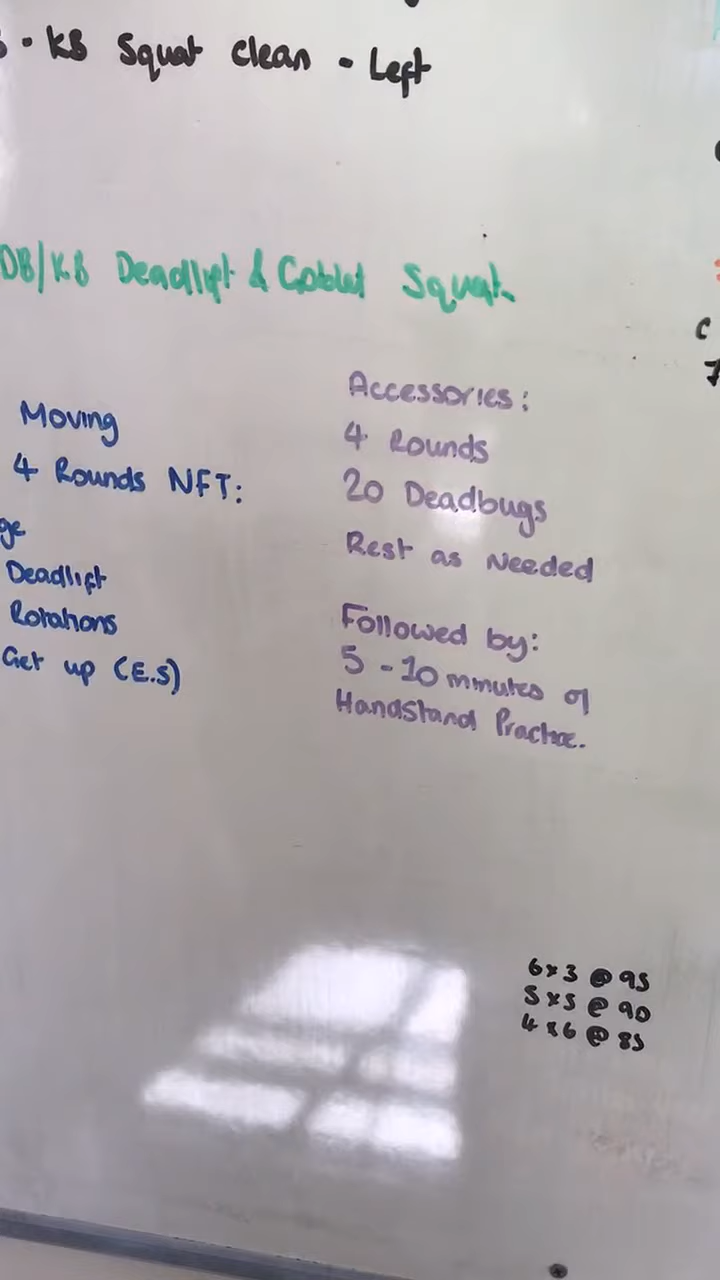 . KB Squat clean - Left
DB/KB Deadlift & Goblet Squat.
Moving
4 Rounds NFT:
ge
Deadlift
Rotations
Get up (E.S)
Accessories:
4 Rounds
20 Deadbugs
Rest as Needed
Followed by:
5 - 10 minutes of
Handstand Practice.
6x3 @ 95
5x5 @ 90
4x6 @ 85